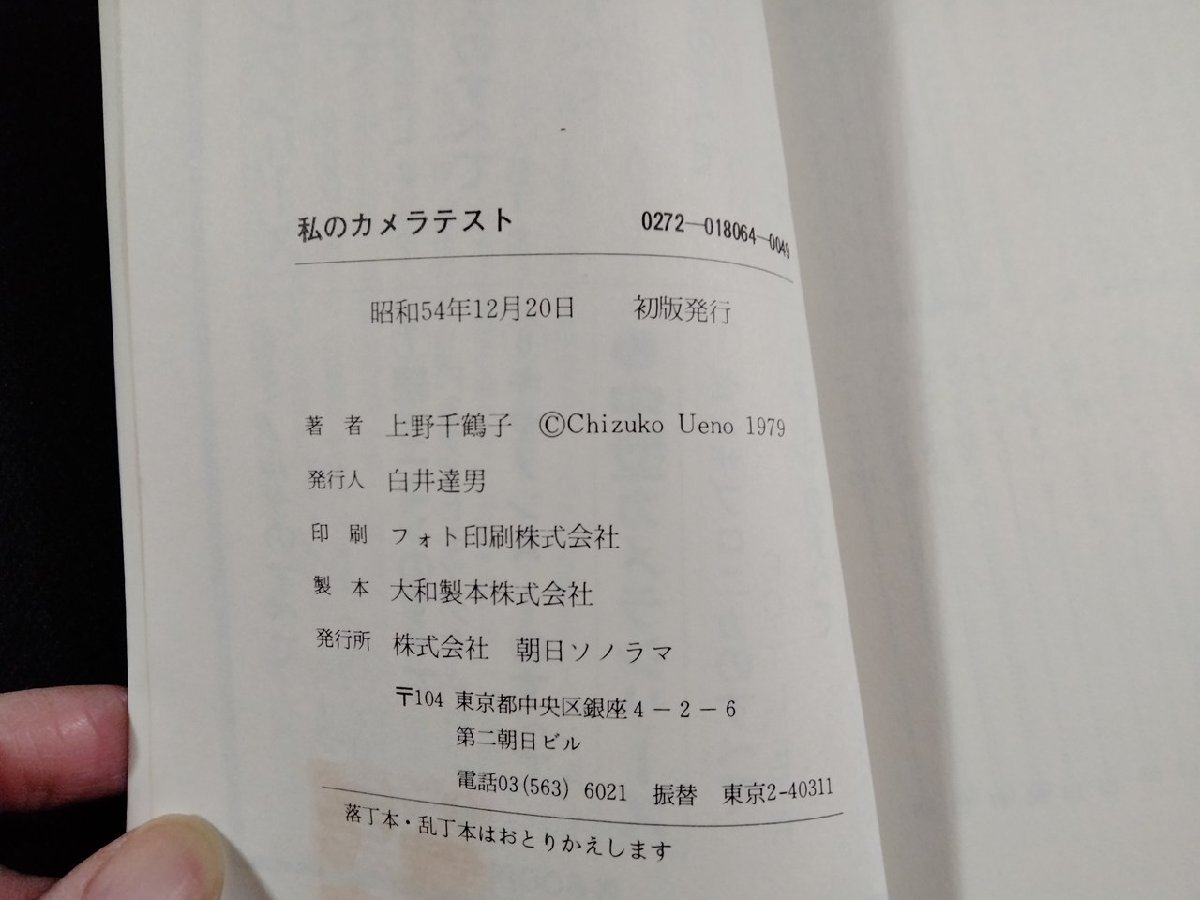 私のカメラテスト 0272—018064—0049
昭和54年12月20日 初版発行
著者 上野千鶴子 ©Chizuko Ueno 1979
発行人 白井達男
印刷 フォト印刷株式会社
製本 大和製本株式会社
発行所 株式会社 朝日ソノラマ
〒104 東京都中央区銀座4－2－6
第二朝日ビル
電話03(563) 6021 振替 東京2-40311
落丁本・乱丁本はおとりかえします